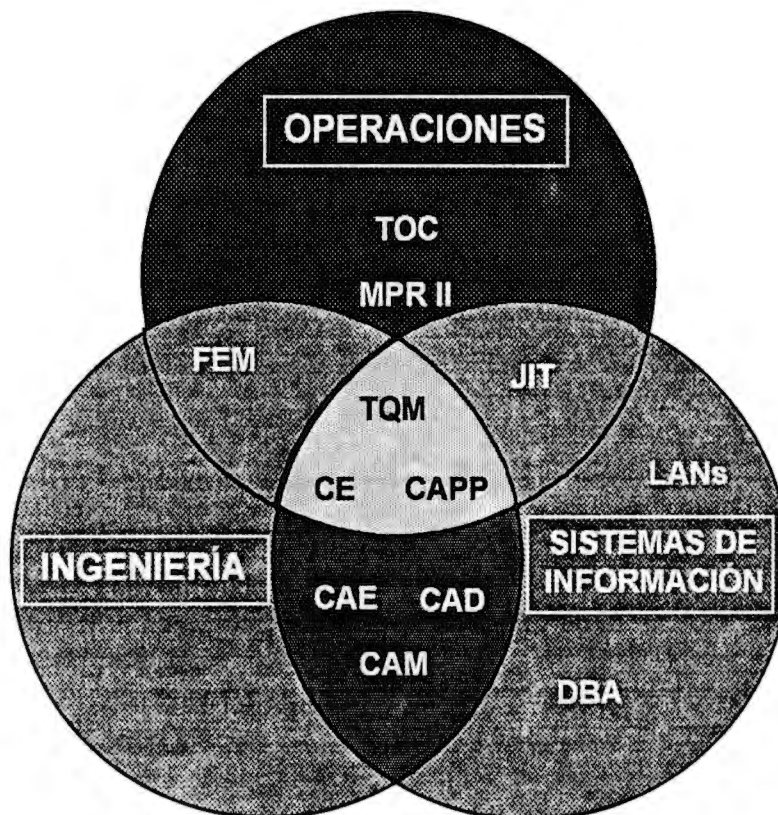 OPERACIONES
TOC
MPR II
FEM
JIT
TQM
LANs
CE CAPP
INGENIERÍA
SISTEMAS DE
INFORMACIÓN
CAE CAD
CAM
DBA